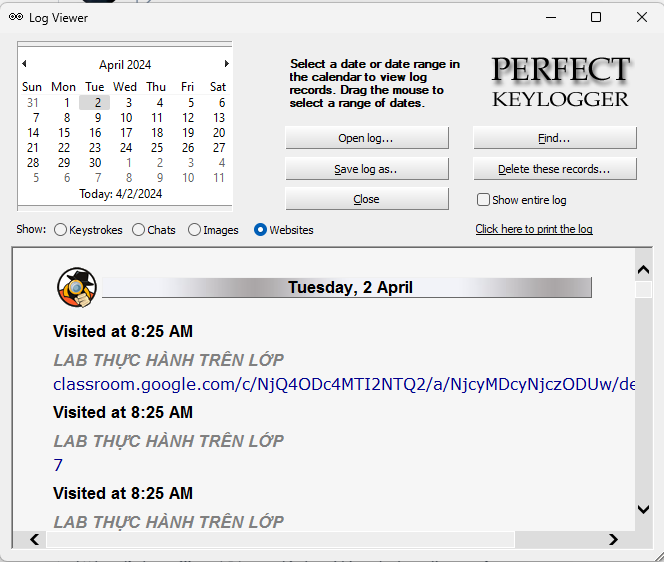 Log Viewer
April 2024
Sun Mon Tue Wed Thu Fri Sat
31 1 2 3 4 5 6
7 8 9 10 11 12 13
14 15 16 17 18 19 20
21 22 23 24 25 26 27
28 29 30 1 2 3 4
5 6 7 8 9 10 11
Today: 4/2/2024
Select a date or date range in
the calendar to view log
records. Drag the mouse to
select a range of dates.
PERFECT
KEYLOGGER
Open log...
Find...
Save log as..
Delete these records...
Close
Show entire log
Show: Keystrokes Chats Images Websites
Click here to print the log
Tuesday, 2 April
Visited at 8:25 AM
LAB THỰC HÀNH TRÊN LỚP
classroom.google.com/c/NjQ4ODc4MTI2NTQ2/a/NjcyMDcyNjczODUw/de
Visited at 8:25 AM
LAB THỰC HÀNH TRÊN LỚP
7
Visited at 8:25 AM
LAB THỰC HÀNH TRÊN LỚP